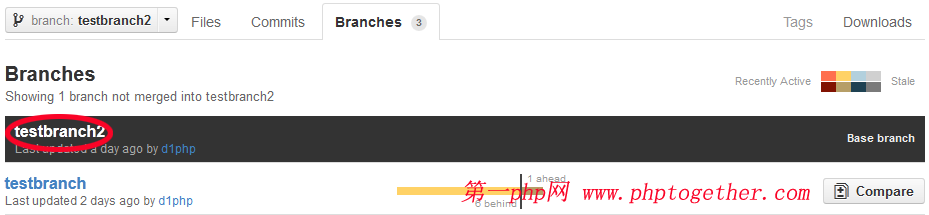 branch: testbranch2 Files Commits Branches 3 Tags Downloads
Branches
Showing 1 branch not merged into testbranch2
Recently Active Stale
testbranch2
Last updated a day ago by d1php
Base branch
testbranch
Last updated 2 days ago by d1php
1 ahead
6 behind
第一php网 www.phptogether.com
Compare